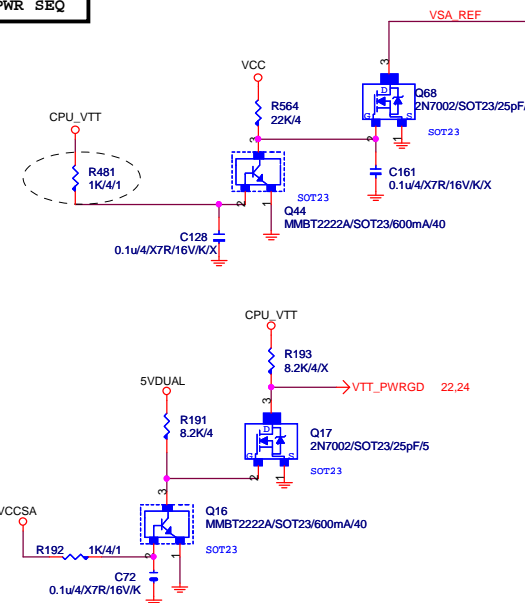 PWR SEQ
VSA_REF
VCC
3
D
Q68
2N7002/SOT23/25pF/
G
S
SOT23
2
1
R564
22K/4
CPU_VTT
3
R481
1K/4/1
C161
0.1u/4/X7R/16V/K/X
SOT23
2
1
Q44
MMBT2222A/SOT23/600mA/40
C128
0.1u/4/X7R/16V/K/X
CPU_VTT
R193
8.2K/4/X
5VDUAL
VTT_PWRGD 22,24
3
R191
8.2K/4
D
Q17
2N7002/SOT23/25pF/5
G
S
SOT23
2
1
3
VCCSA
Q16
MMBT2222A/SOT23/600mA/40
R192 1K/4/1
2
1
SOT23
C72
0.1u/4/X7R/16V/K